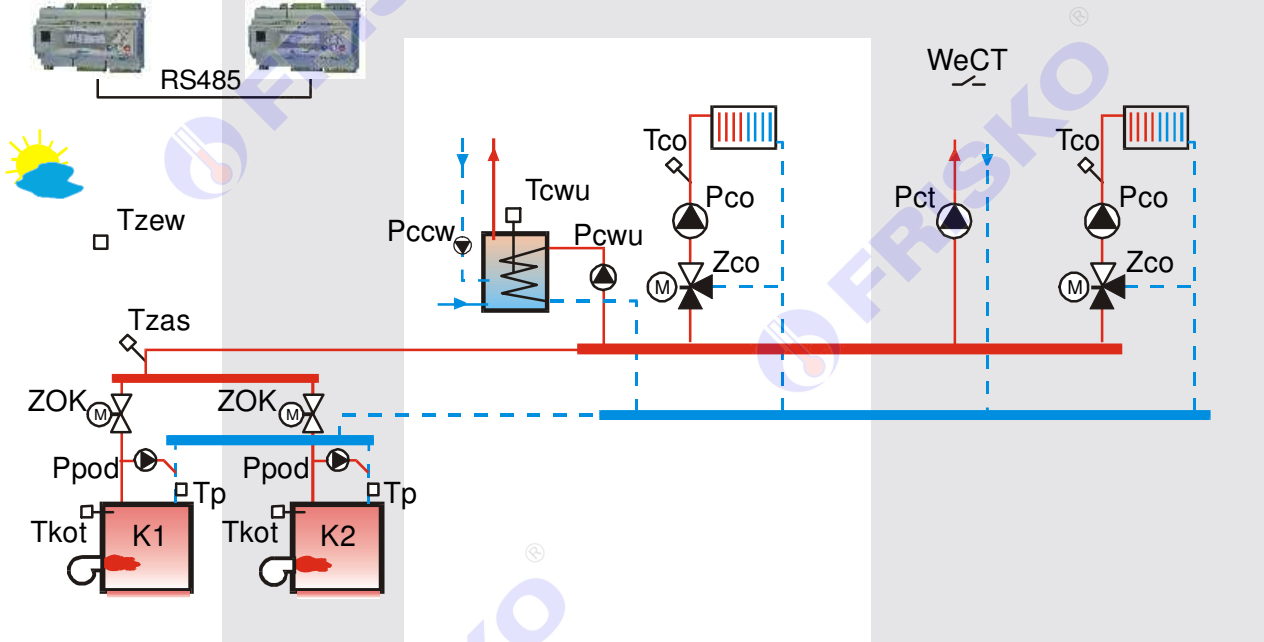 RS485
WeCT
Tzew
Tco
Tco
Tcwu
Pccw
Pcwu
Pco
Pct
Pco
Zco
Zco
Tzas
ZOK
M
ZOK
M
M
M
Ppod
Ppod
Tp
Tp
Tkot
K1
Tkot
K2
FRISKO
FRISKO ®
®